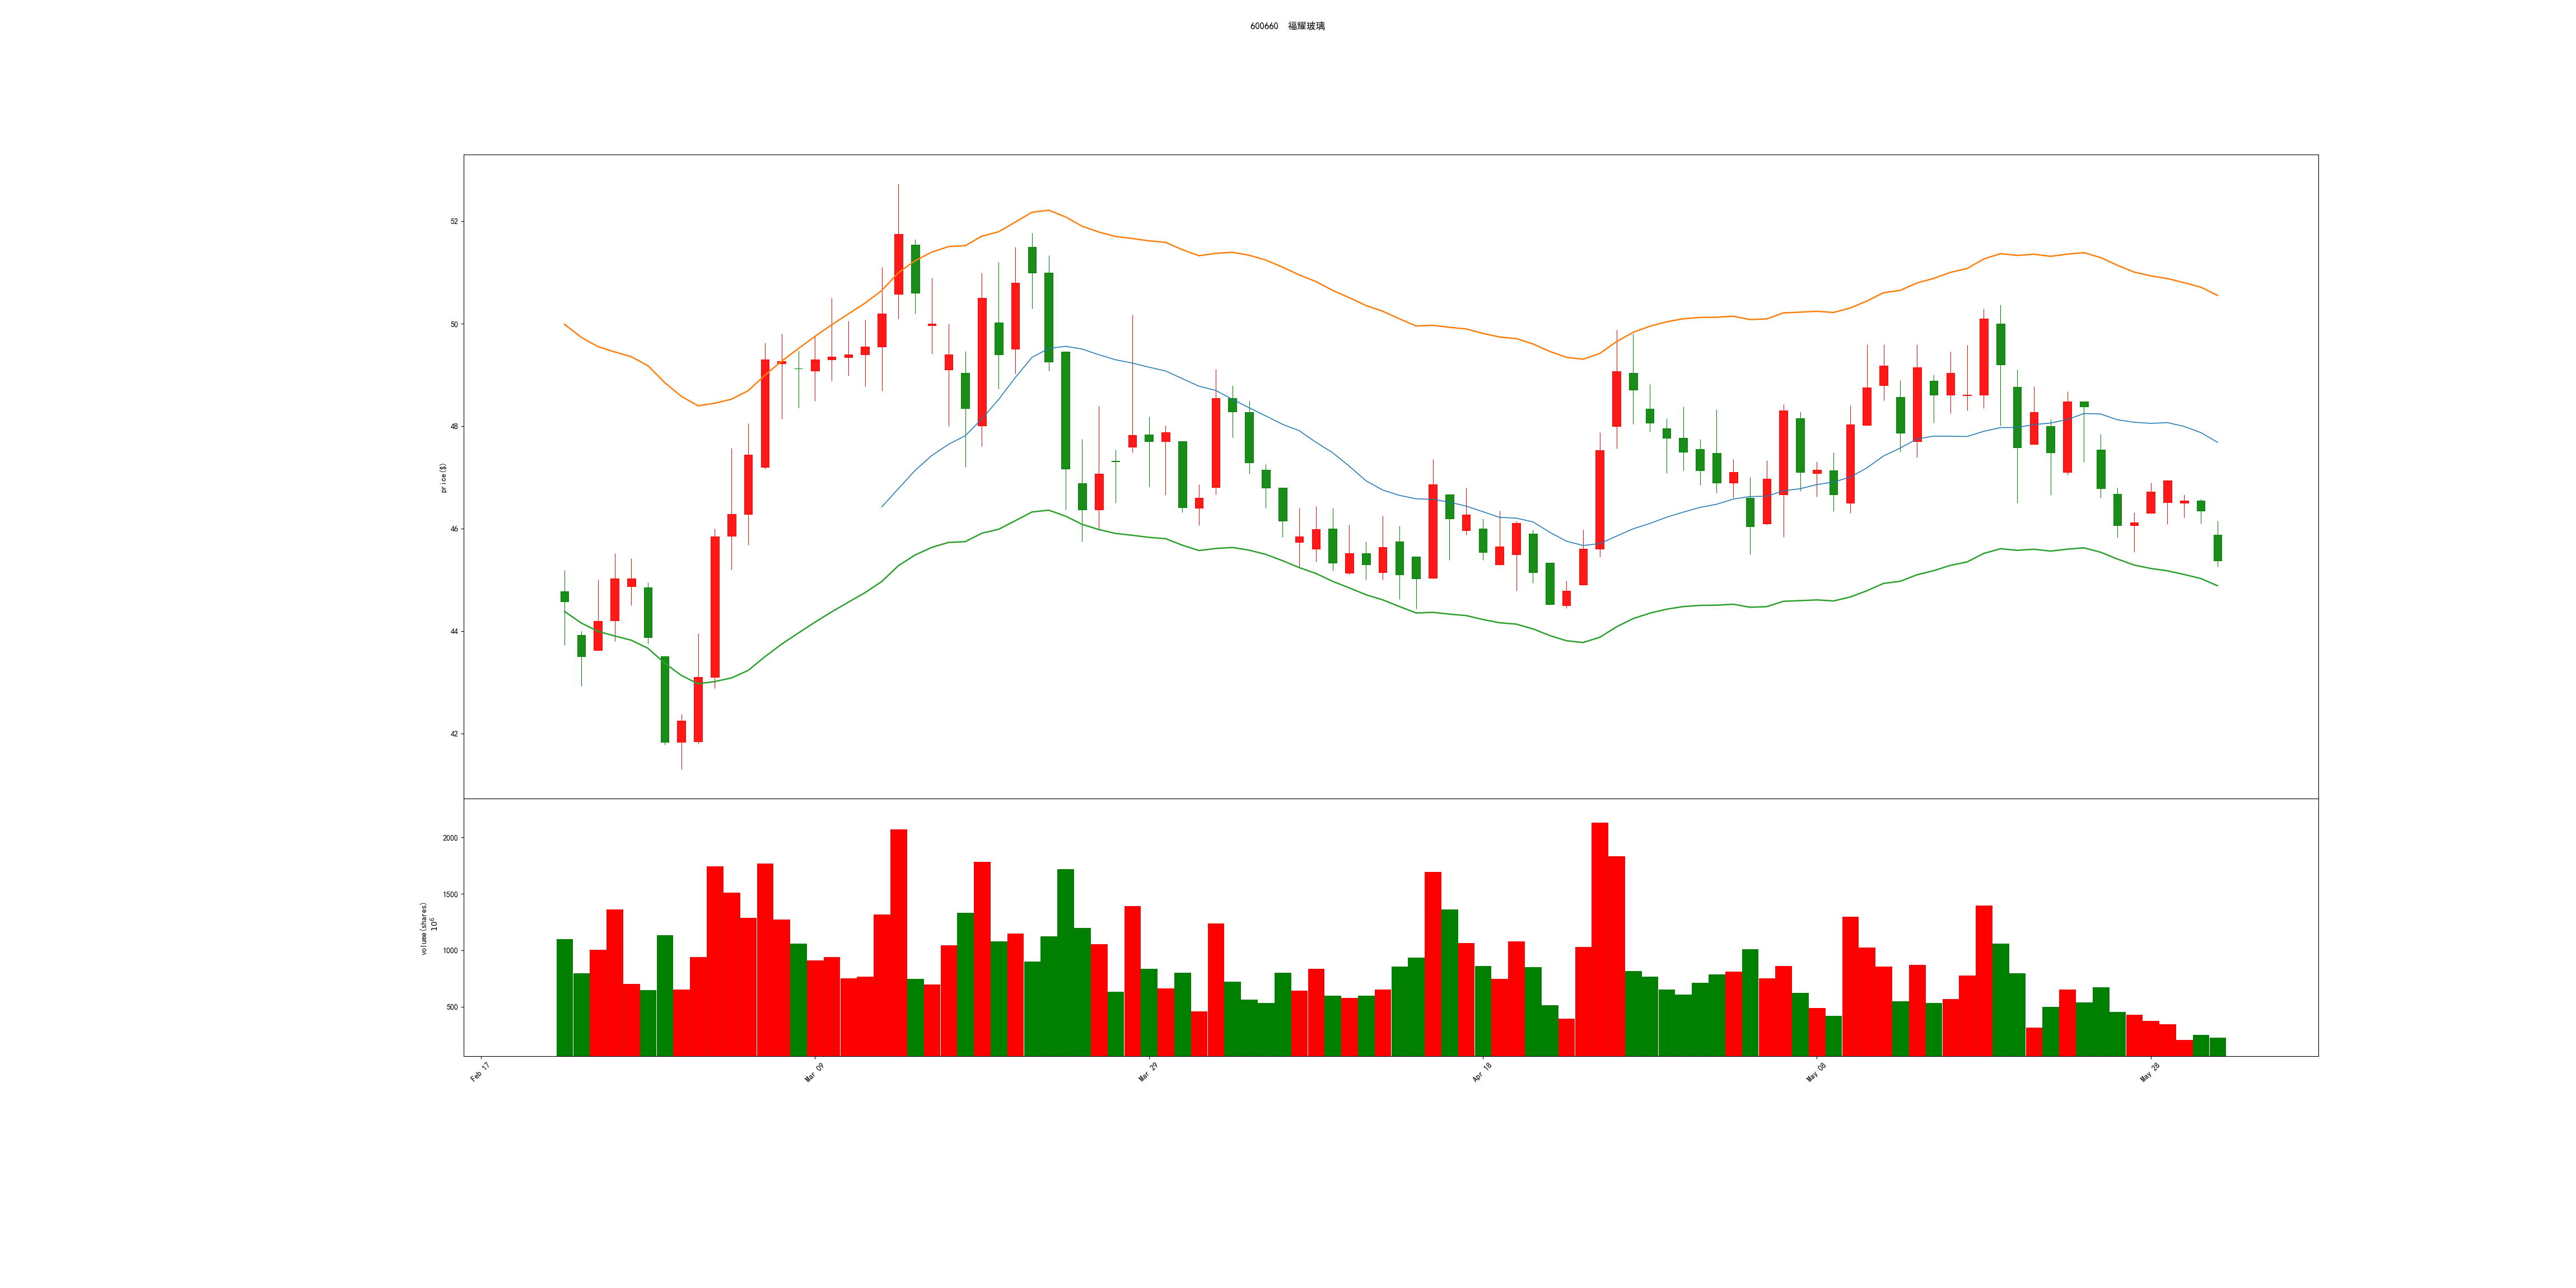 600660 福耀玻璃
price($)
52
50
48
46
44
42
volume(shares)
10^6
2000
1500
1000
500
Feb 17
Mar 09
Mar 29
Apr 18
May 08
May 28